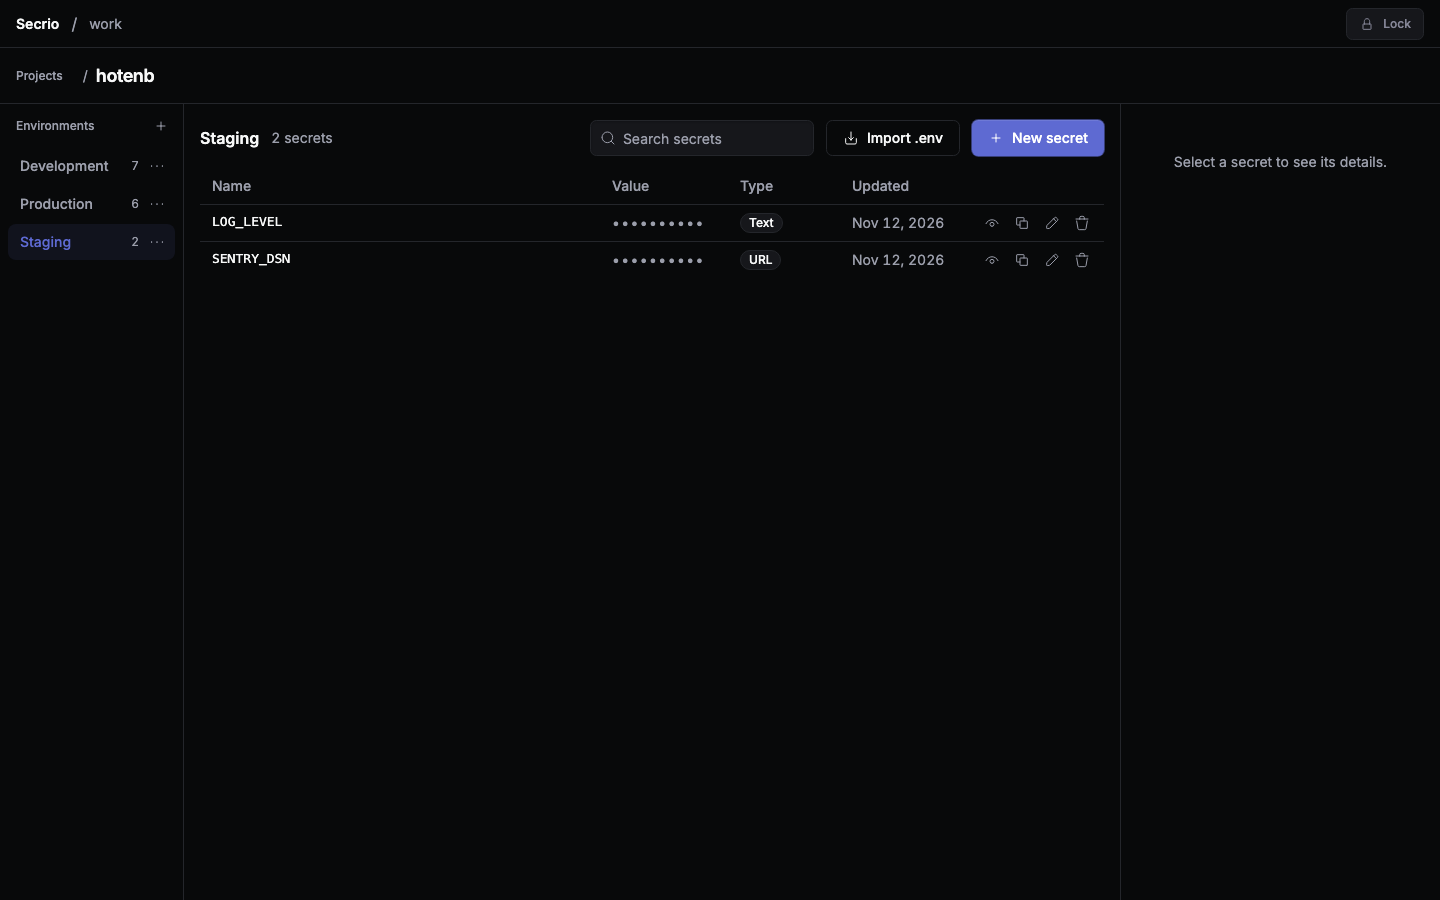 Secrio / work
Lock
Projects / hotenb
Environments
Development 7 ···
Production 6 ···
Staging 2 ···
Staging 2 secrets
Search secrets
Import .env
New secret
Name Value Type Updated
LOG_LEVEL •••••••••• Text Nov 12, 2026
SENTRY_DSN •••••••••• URL Nov 12, 2026
Select a secret to see its details.